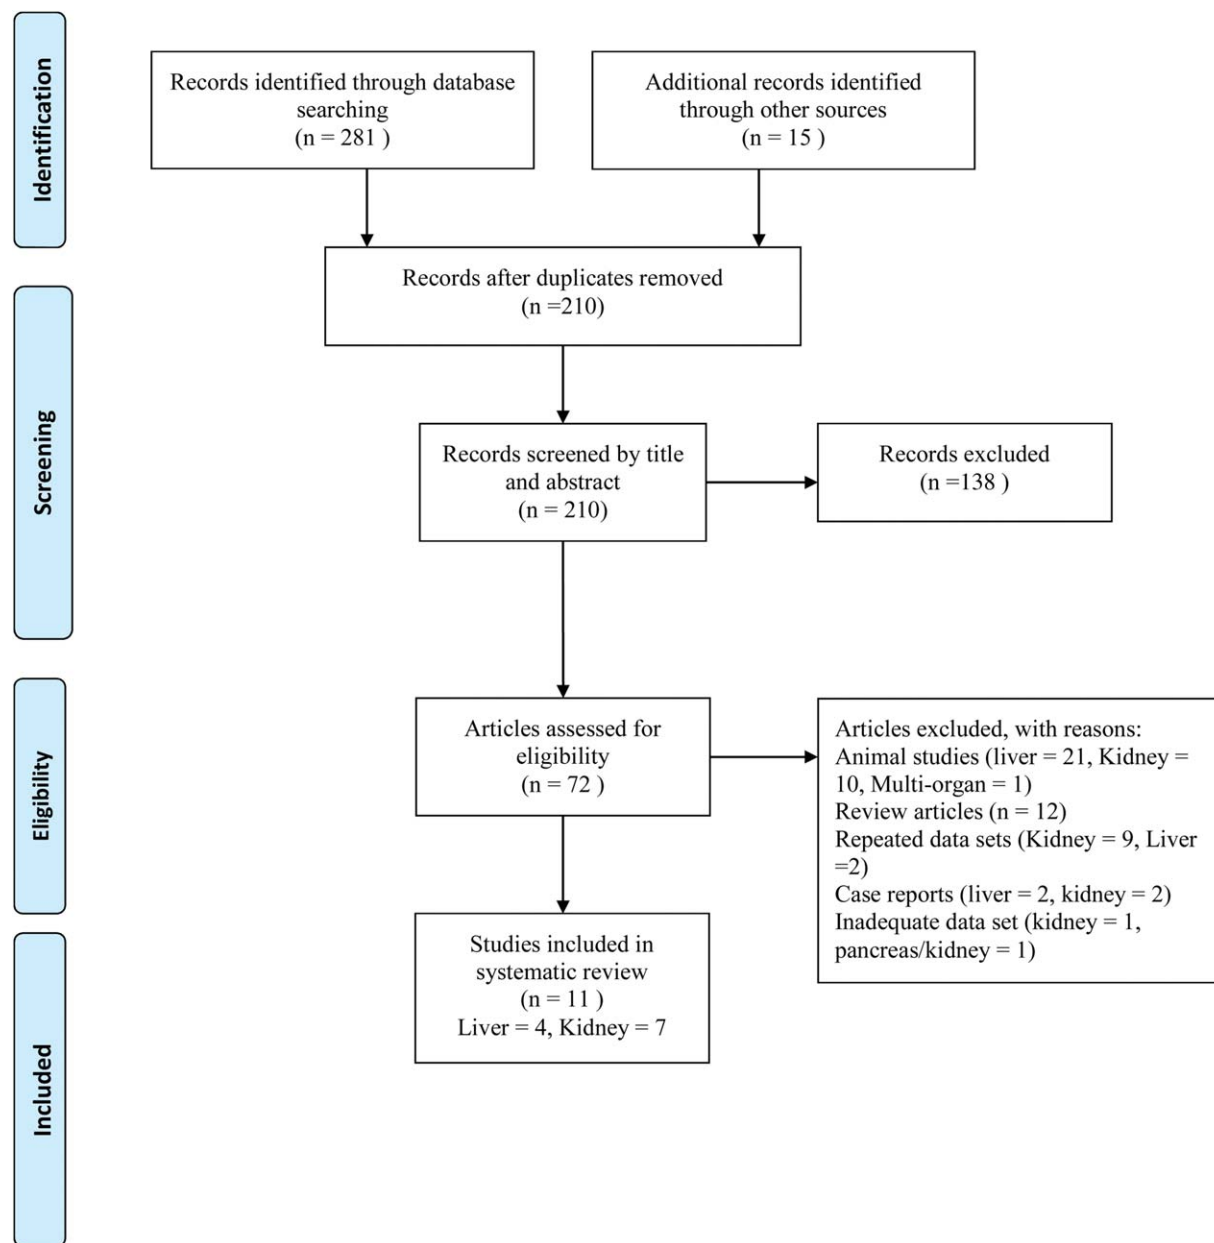 Identification
Records identified through database
searching
(n = 281 )
Additional records identified
through other sources
(n = 15 )
Records after duplicates removed
(n =210)
Screening
Records screened by title
and abstract
(n = 210)
Records excluded
(n =138 )
Eligibility
Articles assessed for
eligibility
(n = 72 )
Articles excluded, with reasons:
Animal studies (liver = 21, Kidney =
10, Multi-organ = 1)
Review articles (n = 12)
Repeated data sets (Kidney = 9, Liver
=2)
Case reports (liver = 2, kidney = 2)
Inadequate data set (kidney = 1,
pancreas/kidney = 1)
Included
Studies included in
systematic review
(n = 11 )
Liver = 4, Kidney = 7